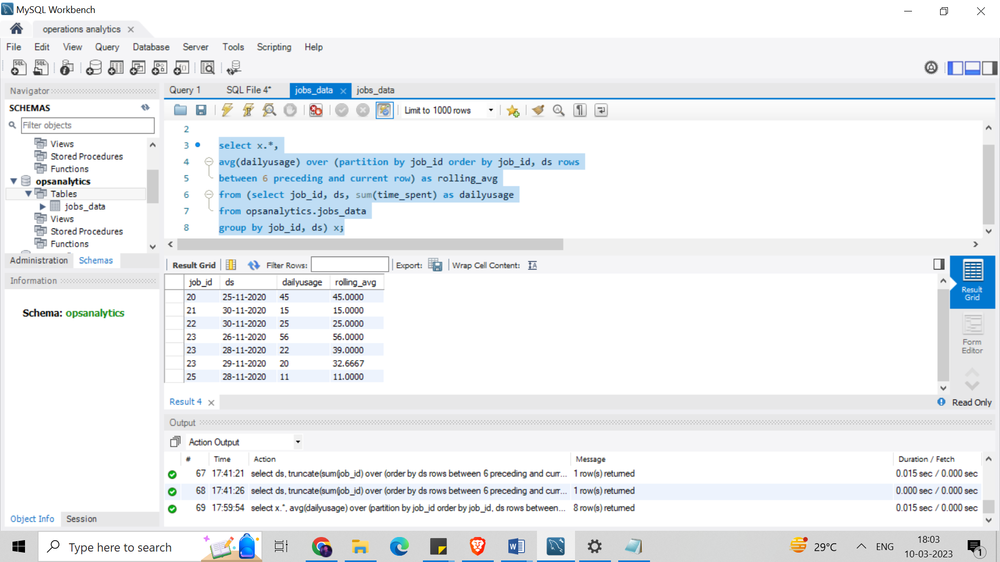 MySQL Workbench
operations analytics
File Edit View Query Database Server Tools Scripting Help
Navigator
SCHEMAS
Filter objects
Views
Stored Procedures
Functions
opsanalytics
Tables
jobs_data
Views
Stored Procedures
Functions
Administration Schemas
Information
Schema: opsanalytics
Object Info Session
Query 1 SQL File 4* jobs_data jobs_data
Limit to 1000 rows
2
3 select x.*,
4 avg(dailyusage) over (partition by job_id order by job_id, ds rows
5 between 6 preceding and current row) as rolling_avg
6 from (select job_id, ds, sum(time_spent) as dailyusage
7 from opsanalytics.jobs_data
8 group by job_id, ds) x;
Result Grid Filter Rows: Export: Wrap Cell Content:
job_id ds dailyusage rolling_avg
20 25-11-2020 45 45.0000
21 30-11-2020 15 15.0000
22 30-11-2020 25 25.0000
23 26-11-2020 56 56.0000
23 28-11-2020 22 39.0000
23 29-11-2020 20 32.6667
25 28-11-2020 11 11.0000
Result Grid
Form Editor
Result 4
Read Only
Output
Action Output
# Time Action Message Duration / Fetch
67 17:41:21 select ds, truncate(sum(job_id) over (order by ds rows between 6 preceding and curr... 1 row(s) returned 0.015 sec / 0.000 sec
68 17:41:26 select ds, truncate(sum(job_id) over (order by ds rows between 6 preceding and curr... 1 row(s) returned 0.000 sec / 0.000 sec
69 17:59:54 select x.*, avg(dailyusage) over (partition by job_id order by job_id, ds rows between... 8 row(s) returned 0.015 sec / 0.000 sec
Type here to search
29°C
ENG
18:03
10-03-2023
1